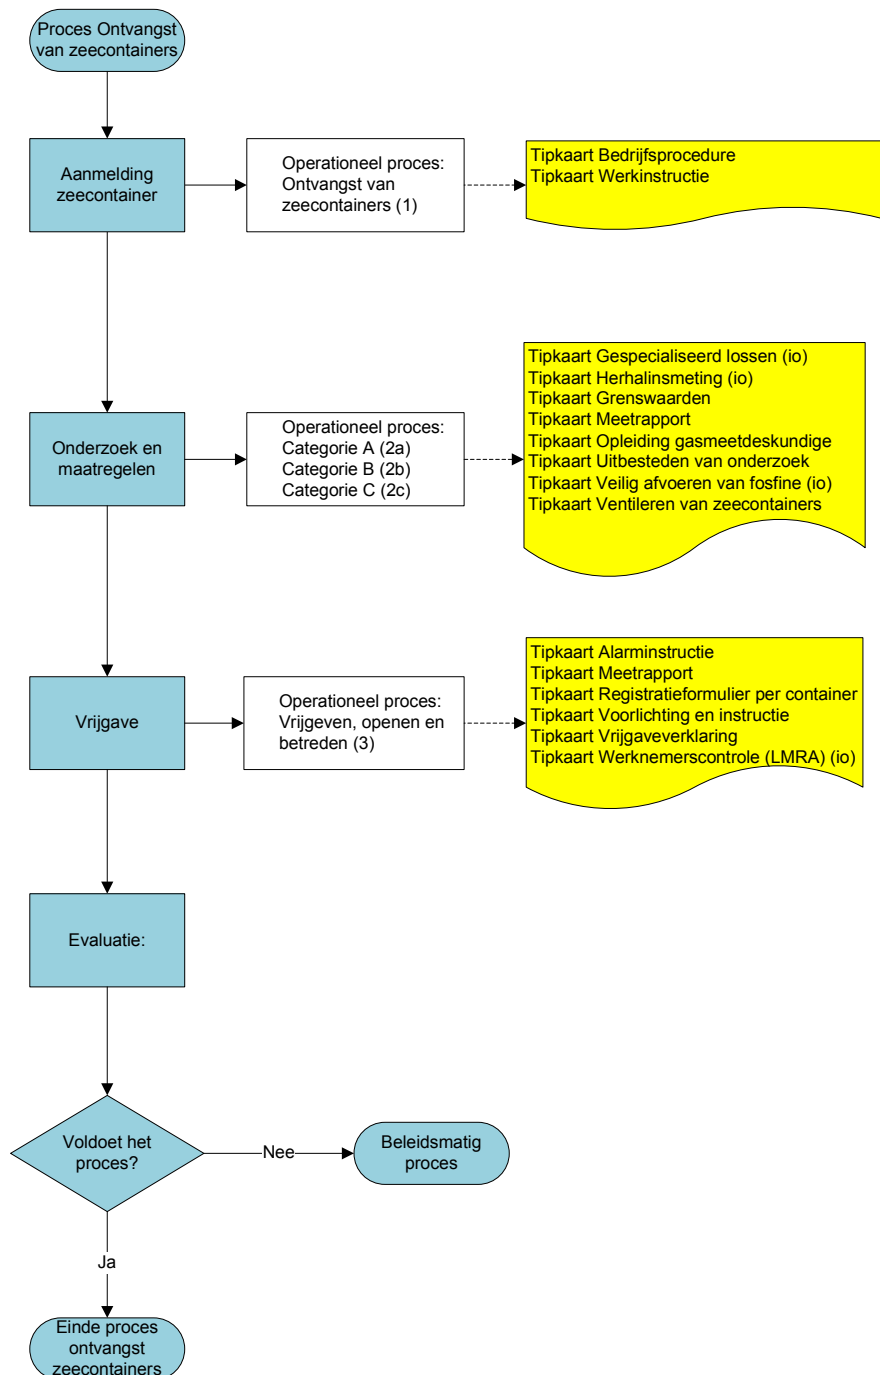 Proces Ontvangst
van zeecontainers
Aanmelding
zeecontainer
Operationeel proces:
Ontvangst van
zeecontainers (1)
Tipkaart Bedrijfsprocedure
Tipkaart Werkinstructie
Onderzoek en
maatregelen
Operationeel proces:
Categorie A (2a)
Categorie B (2b)
Categorie C (2c)
Tipkaart Gespecialiseerd lossen (io)
Tipkaart Herhalinsmeting (io)
Tipkaart Grenswaarden
Tipkaart Meetrapport
Tipkaart Opleiding gasmeetdeskundige
Tipkaart Uitbesteden van onderzoek
Tipkaart Veilig afvoeren van fosfine (io)
Tipkaart Ventileren van zeecontainers
Vrijgave
Operationeel proces:
Vrijgeven, openen en
betreden (3)
Tipkaart Alarminstructie
Tipkaart Meetrapport
Tipkaart Registratieformulier per container
Tipkaart Voorlichting en instructie
Tipkaart Vrijgaveverklaring
Tipkaart Werknemerscontrole (LMRA) (io)
Evaluatie:
Voldoet het
proces?
Nee
Beleidsmatig
proces
Ja
Einde proces
ontvangst
zeecontainers